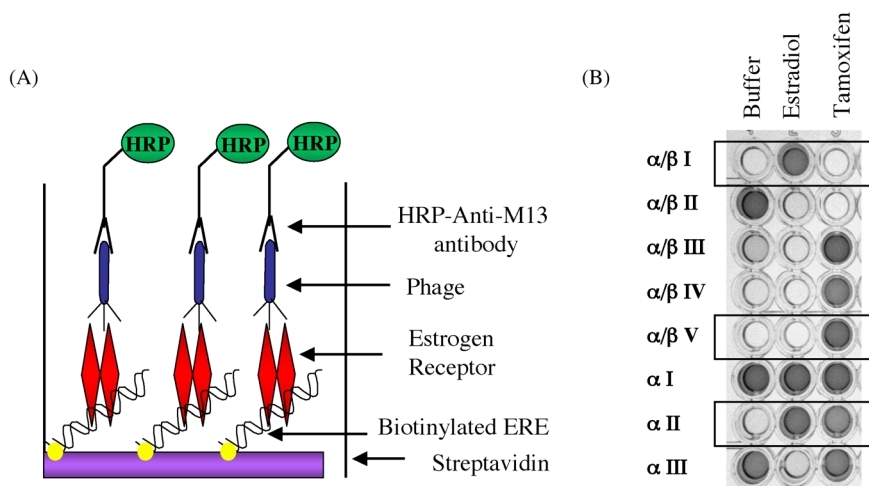 (A)
HRP
HRP
HRP
HRP-Anti-M13
antibody
Phage
Estrogen
Receptor
Biotinylated ERE
Streptavidin
(B)
Buffer
Estradiol
Tamoxifen
α/β I
α/β II
α/β III
α/β IV
α/β V
α I
α II
α III